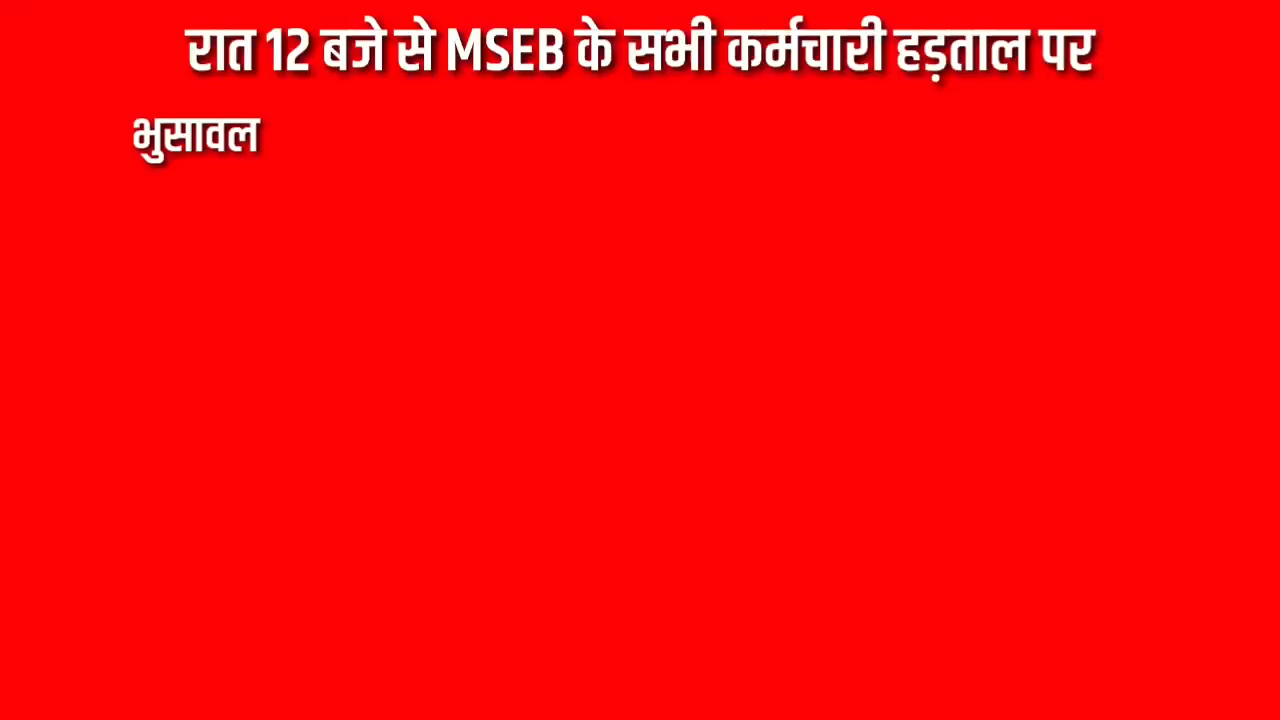 रात 12 बजे से MSEB के सभी कर्मचारी हड़ताल पर
भुसावल